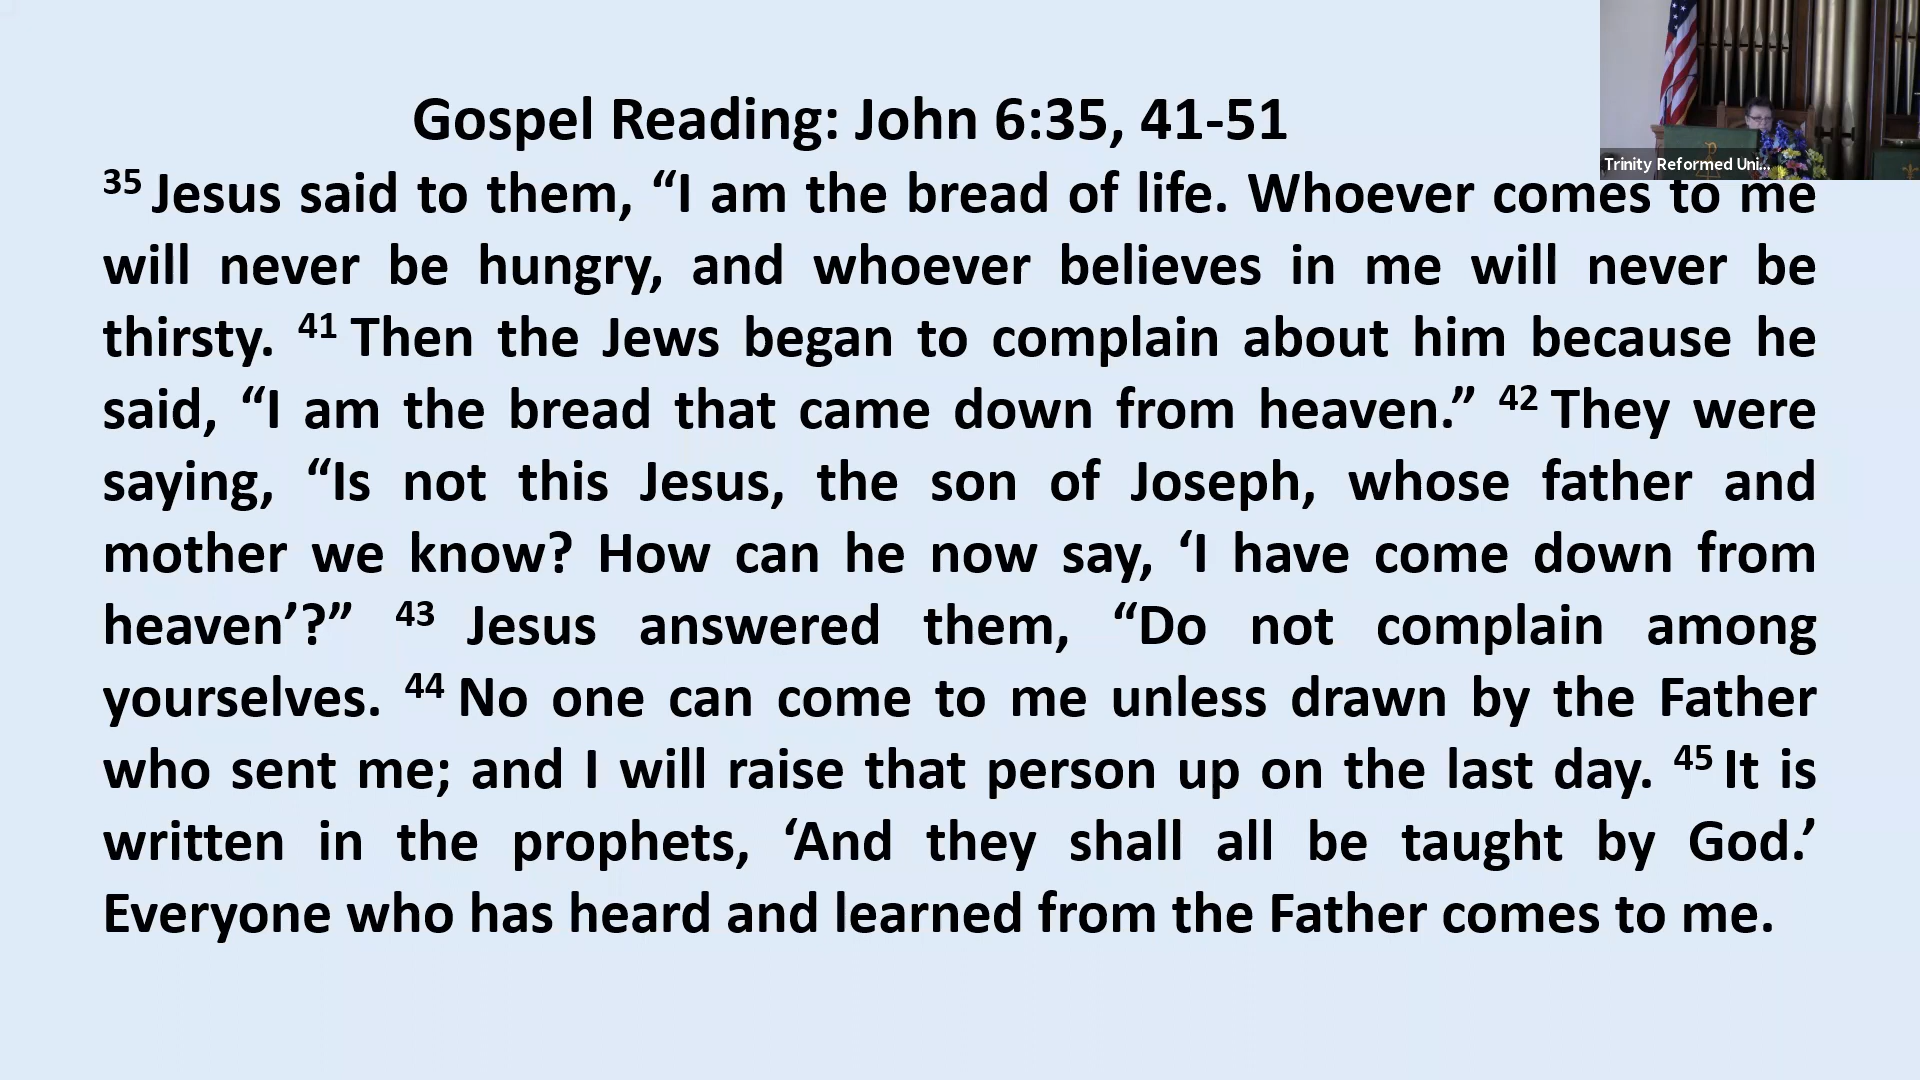 Gospel Reading: John 6:35, 41-51
Trinity Reformed Uni...
35 Jesus said to them, “I am the bread of life. Whoever comes to me
will never be hungry, and whoever believes in me will never be
thirsty. 41 Then the Jews began to complain about him because he
said, “I am the bread that came down from heaven.” 42 They were
saying, “Is not this Jesus, the son of Joseph, whose father and
mother we know? How can he now say, ‘I have come down from
heaven’?” 43 Jesus answered them, “Do not complain among
yourselves. 44 No one can come to me unless drawn by the Father
who sent me; and I will raise that person up on the last day. 45 It is
written in the prophets, ‘And they shall all be taught by God.’
Everyone who has heard and learned from the Father comes to me.